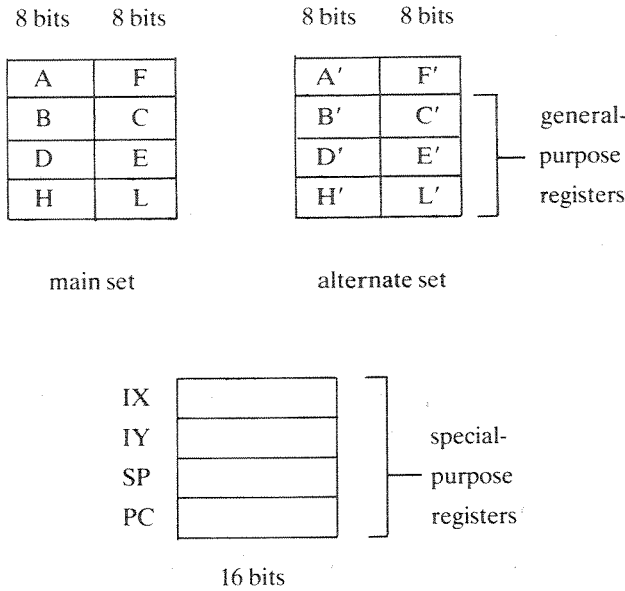 8 bits 8 bits 8 bits 8 bits
A F A′ F′
B C B′ C′ general-
D E D′ E′ purpose
H L H′ L′ registers
main set alternate set
IX
IY special-
SP purpose
PC registers
16 bits